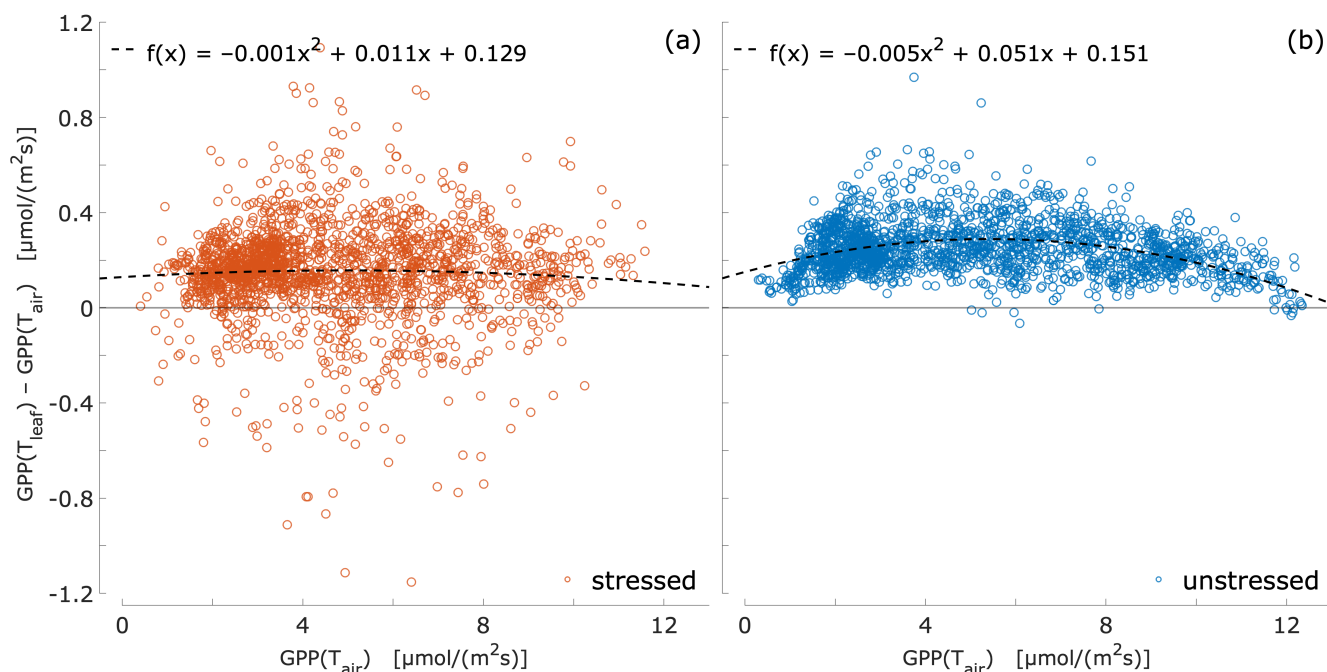 1.2
0.8
0.4
0
-0.4
-0.8
-1.2
GPP(T_leaf) – GPP(T_air) [µmol/(m²s)]
f(x) = –0.001x² + 0.011x + 0.129
(a)
stressed
0 4 8 12
GPP(T_air) [µmol/(m²s)]
f(x) = –0.005x² + 0.051x + 0.151
(b)
unstressed
0 4 8 12
GPP(T_air) [µmol/(m²s)]